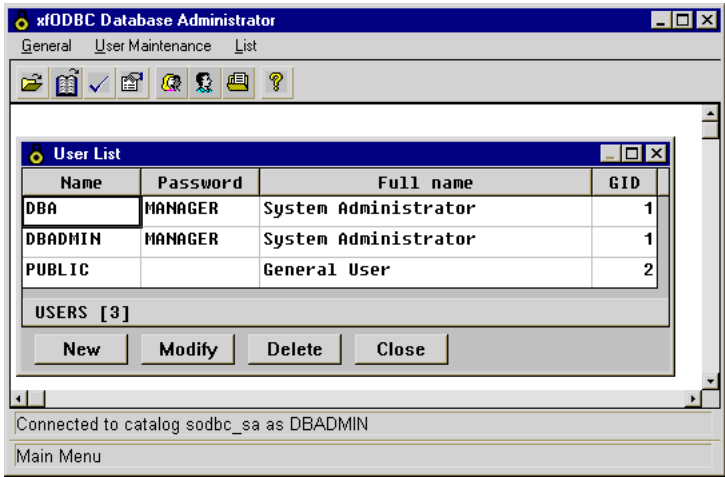 xfODBC Database Administrator
General User Maintenance List
User List
Name Password Full name GID
DBA MANAGER System Administrator 1
DBADMIN MANAGER System Administrator 1
PUBLIC General User 2
USERS [3]
New Modify Delete Close
Connected to catalog sodbc_sa as DBADMIN
Main Menu